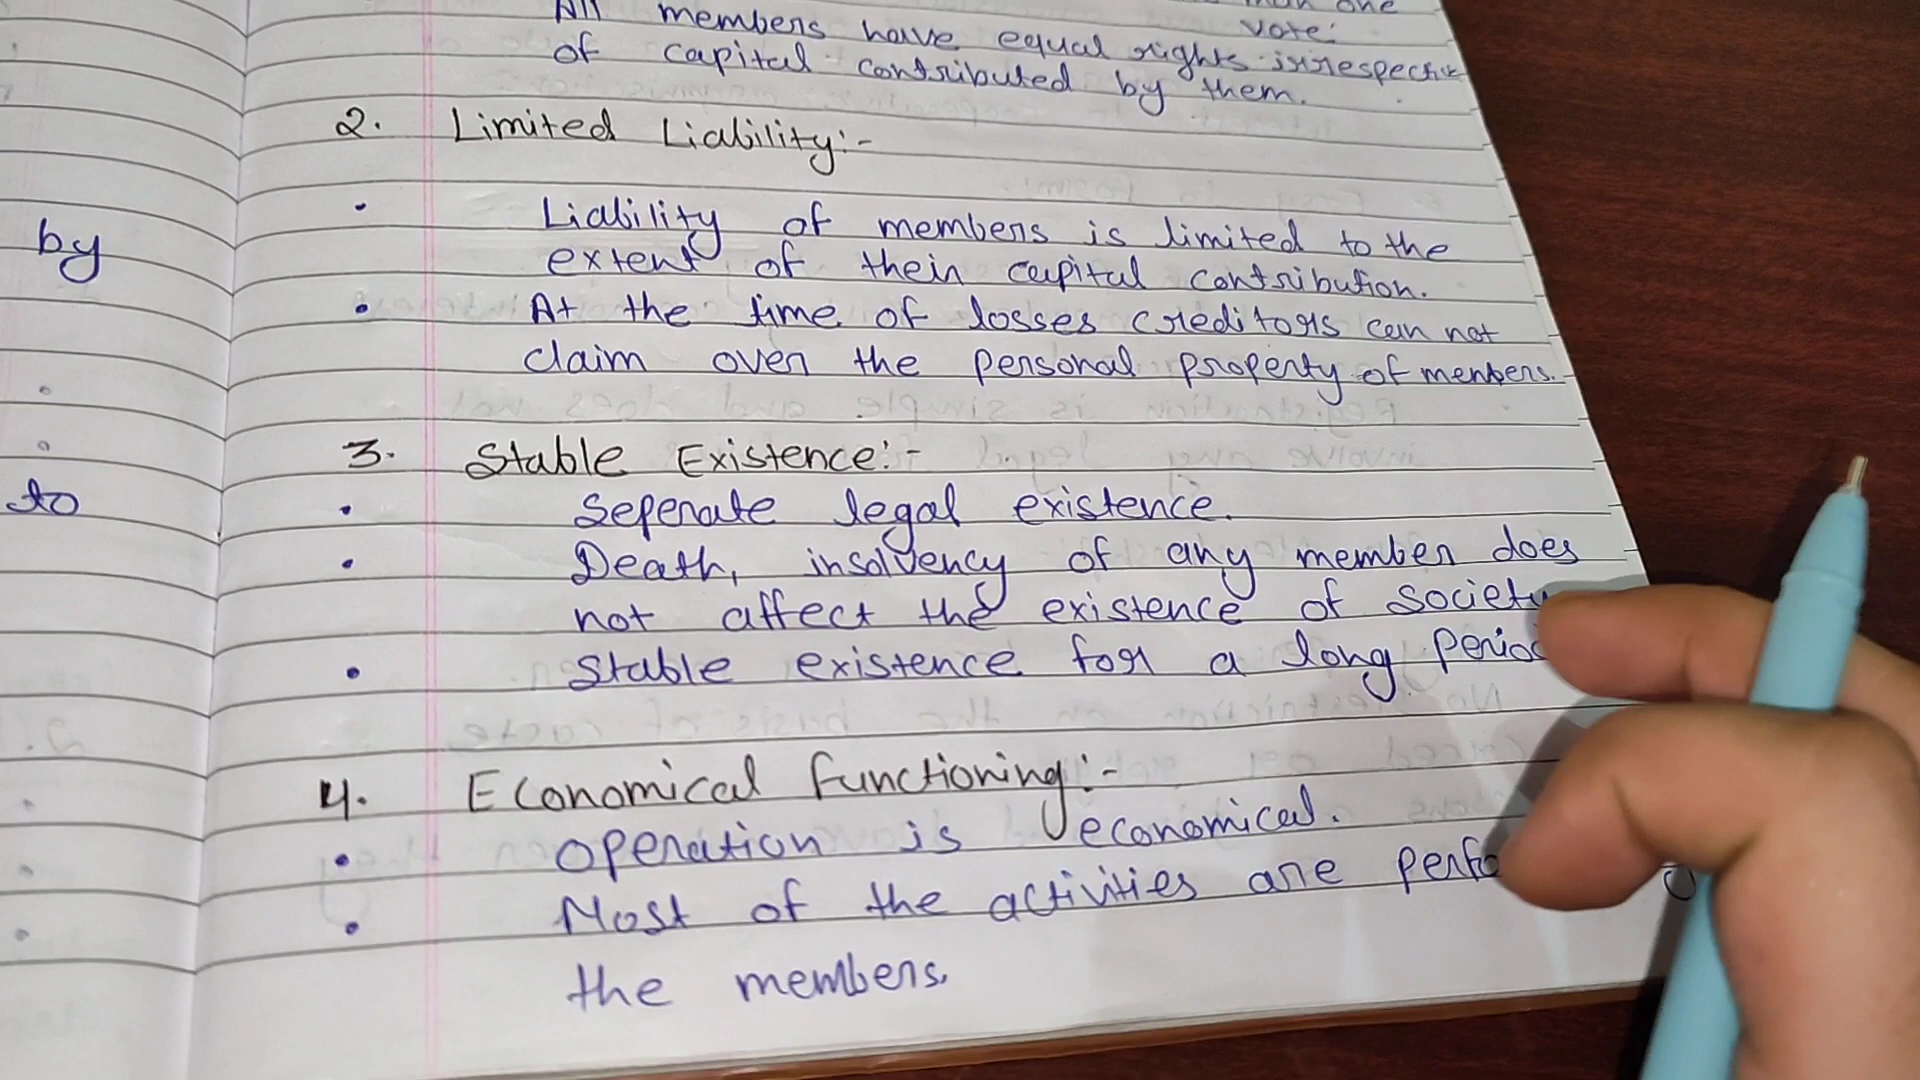 one
vote.
All members have equal rights irrespective
of capital contributed by them.
2. Limited Liability:-
• Liability of members is limited to the
extent of their capital contribution.
• At the time of losses creditors can not
claim over the personal property of members.
3. Stable Existence:-
• Seperate legal existence.
• Death, insolvency of any member does
not affect the existence of society
• Stable existence for a long period
4. Economical functioning:-
• Operation is economical.
• Most of the activities are perfo
the members.
by
to